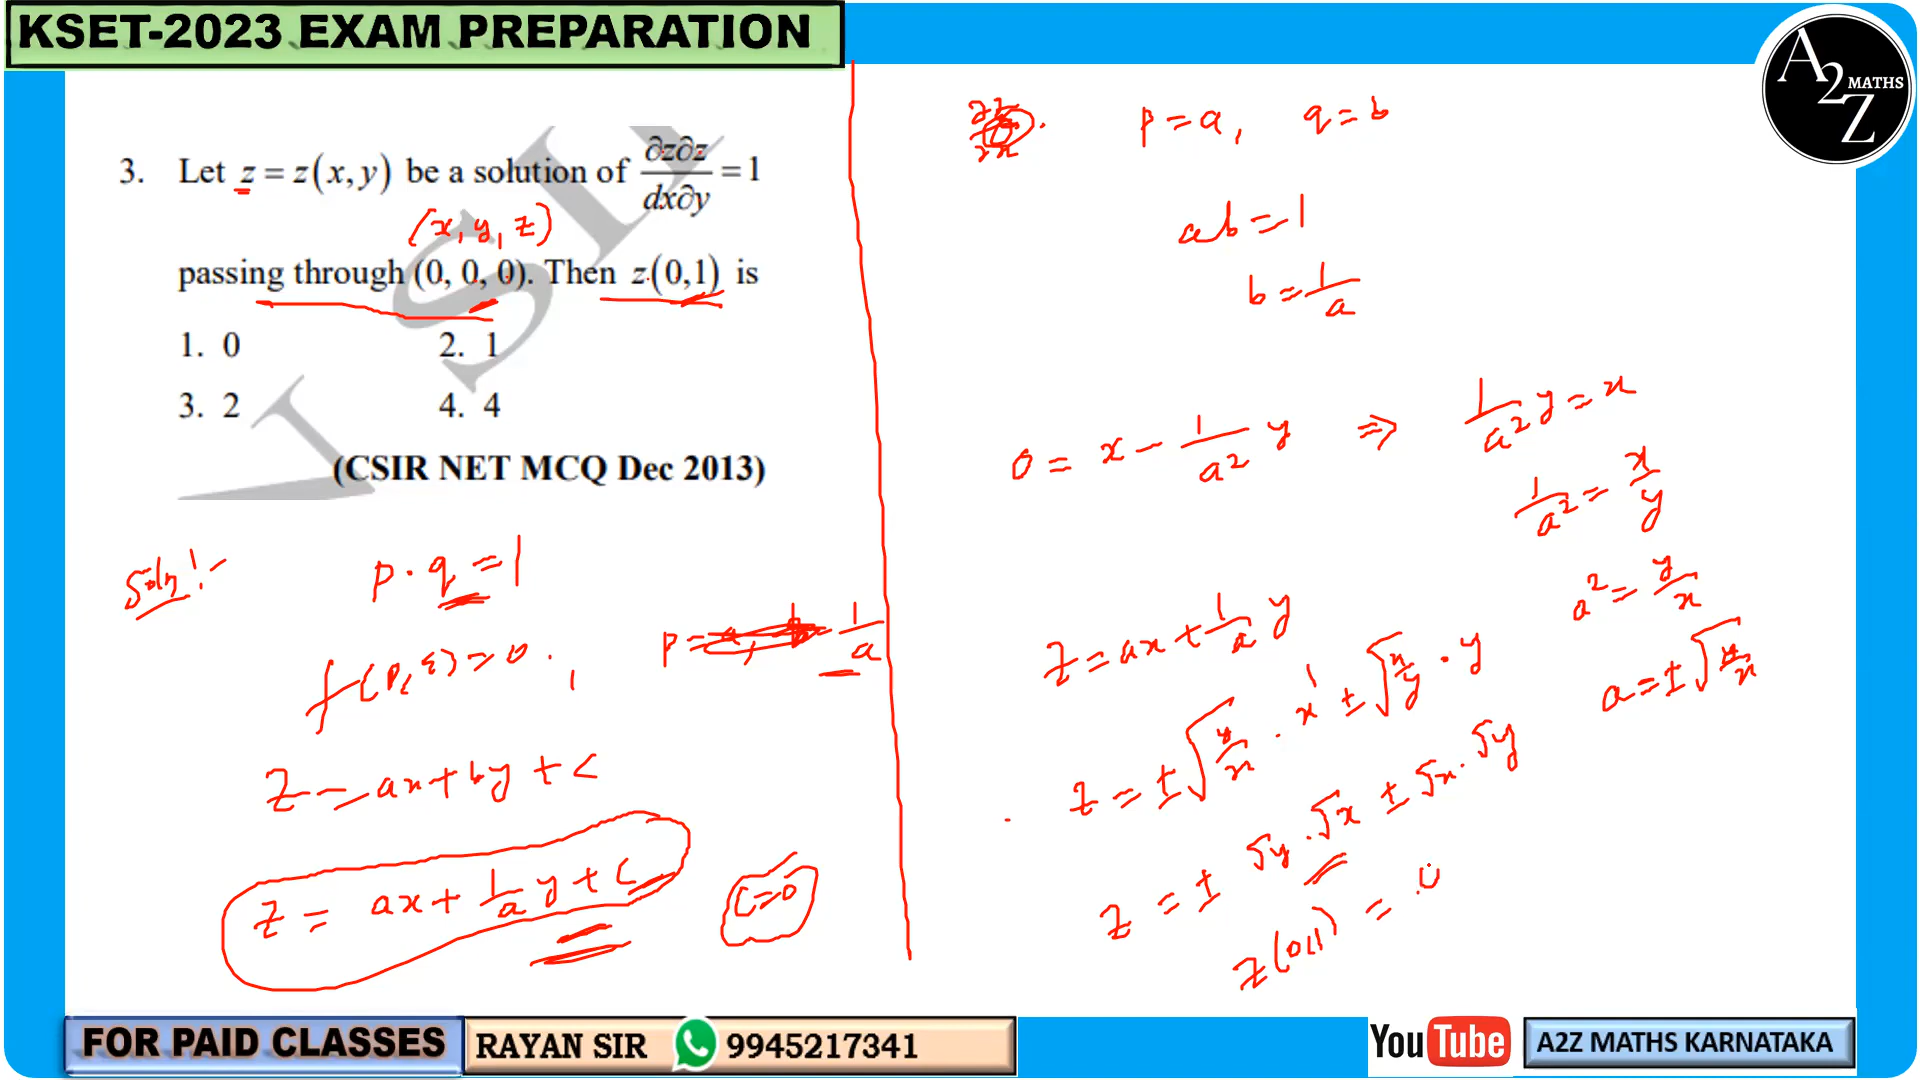 KSET-2023 EXAM PREPARATION
A2Z MATHS
3. Let z = z(x, y) be a solution of ∂z∂z/dx∂y = 1
(x, y, z)
passing through (0, 0, 0). Then z.(0,1) is
1. 0 2. 1
3. 2 4. 4
(CSIR NET MCQ Dec 2013)
Soln:-
p · q = 1
f(p, q) = 0.,
p = 1/a
z = ax + by + c
z = ax + 1/a y + c
c = 0
p = a, q = b
ab = 1
b = 1/a
0 = x - 1/a² y ⇒ 1/a² y = x
1/a² = x/y
a² = y/x
a = ± √(y/x)
z = ax + 1/a y
z = ± √(y/x) · x ± √(x/y) · y
z = ± √y · √x ± √x · √y
z(0,1) = 0
FOR PAID CLASSES
RAYAN SIR 9945217341
YouTube
A2Z MATHS KARNATAKA